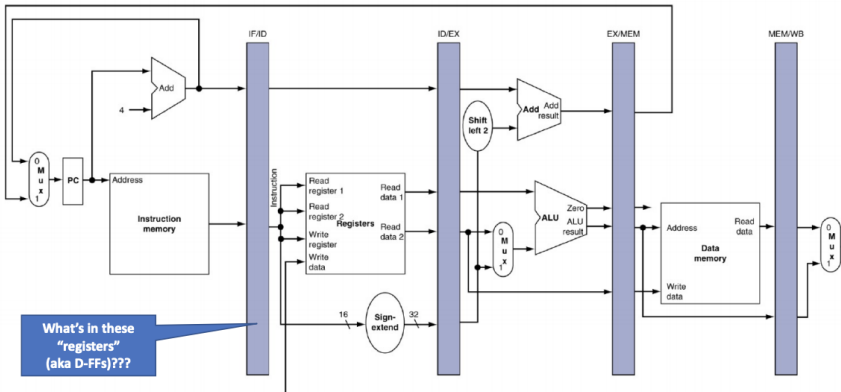 IF/ID
ID/EX
EX/MEM
MEM/WB
Add
4
Add
Add
result
Shift
left 2
0
M
u
x
1
PC
Address
Instruction
memory
Instruction
Read
register 1
Read
register 2
Write
register
Write
data
Registers
Read
data 1
Read
data 2
0
M
u
x
1
ALU
Zero
ALU
result
Address
Read
data
Data
memory
Write
data
0
M
u
x
1
16
Sign-
extend
32
What's in these
"registers"
(aka D-FFs)???